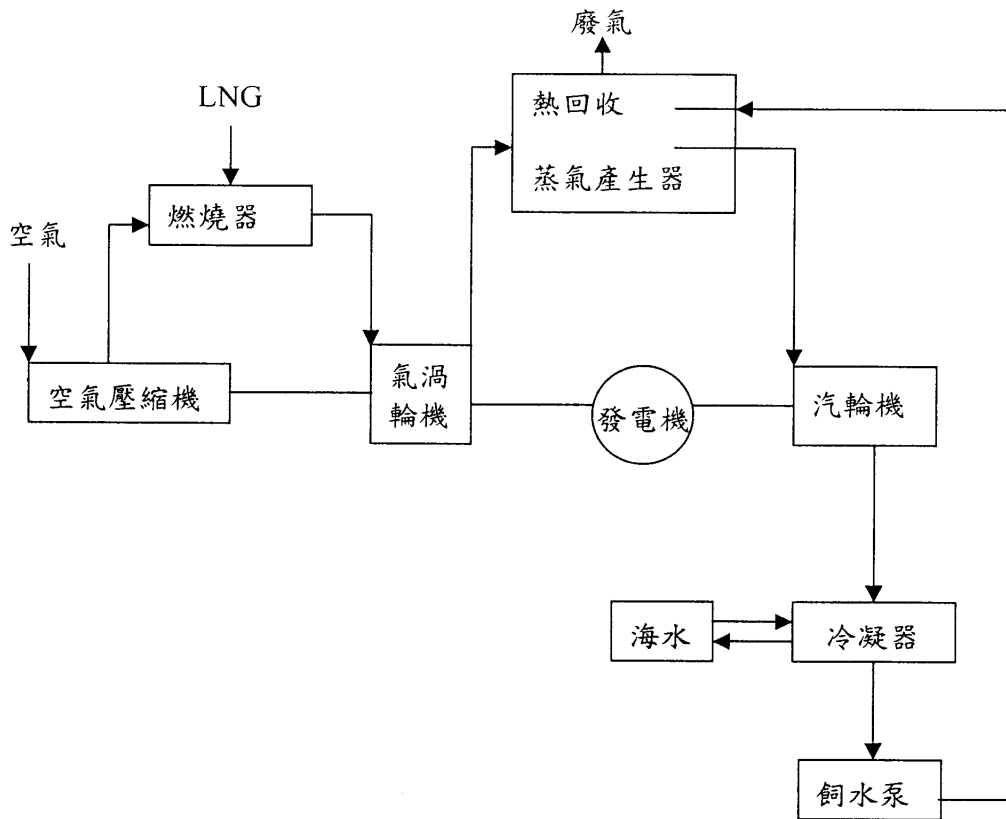 廢氣
LNG
熱回收
蒸氣產生器
燃燒器
空氣
空氣壓縮機
氣渦
輪機
發電機
汽輪機
海水
冷凝器
飼水泵